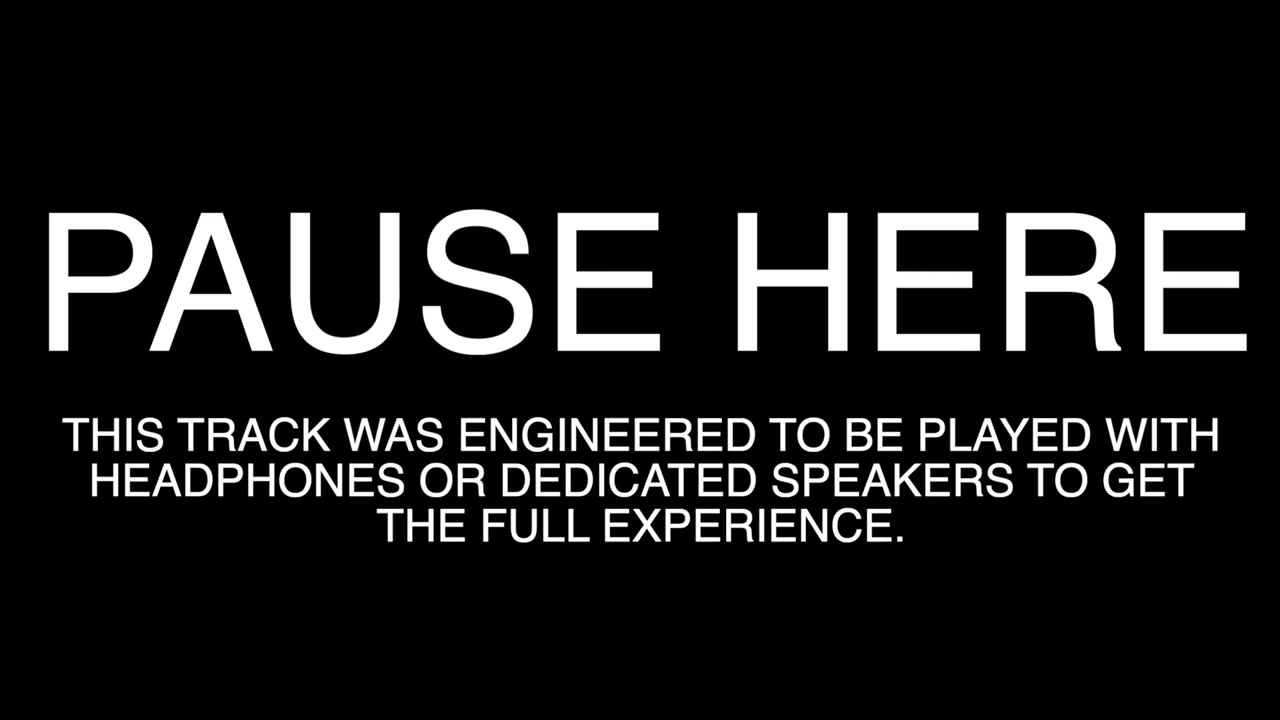 PAUSE HERE
THIS TRACK WAS ENGINEERED TO BE PLAYED WITH
HEADPHONES OR DEDICATED SPEAKERS TO GET
THE FULL EXPERIENCE.